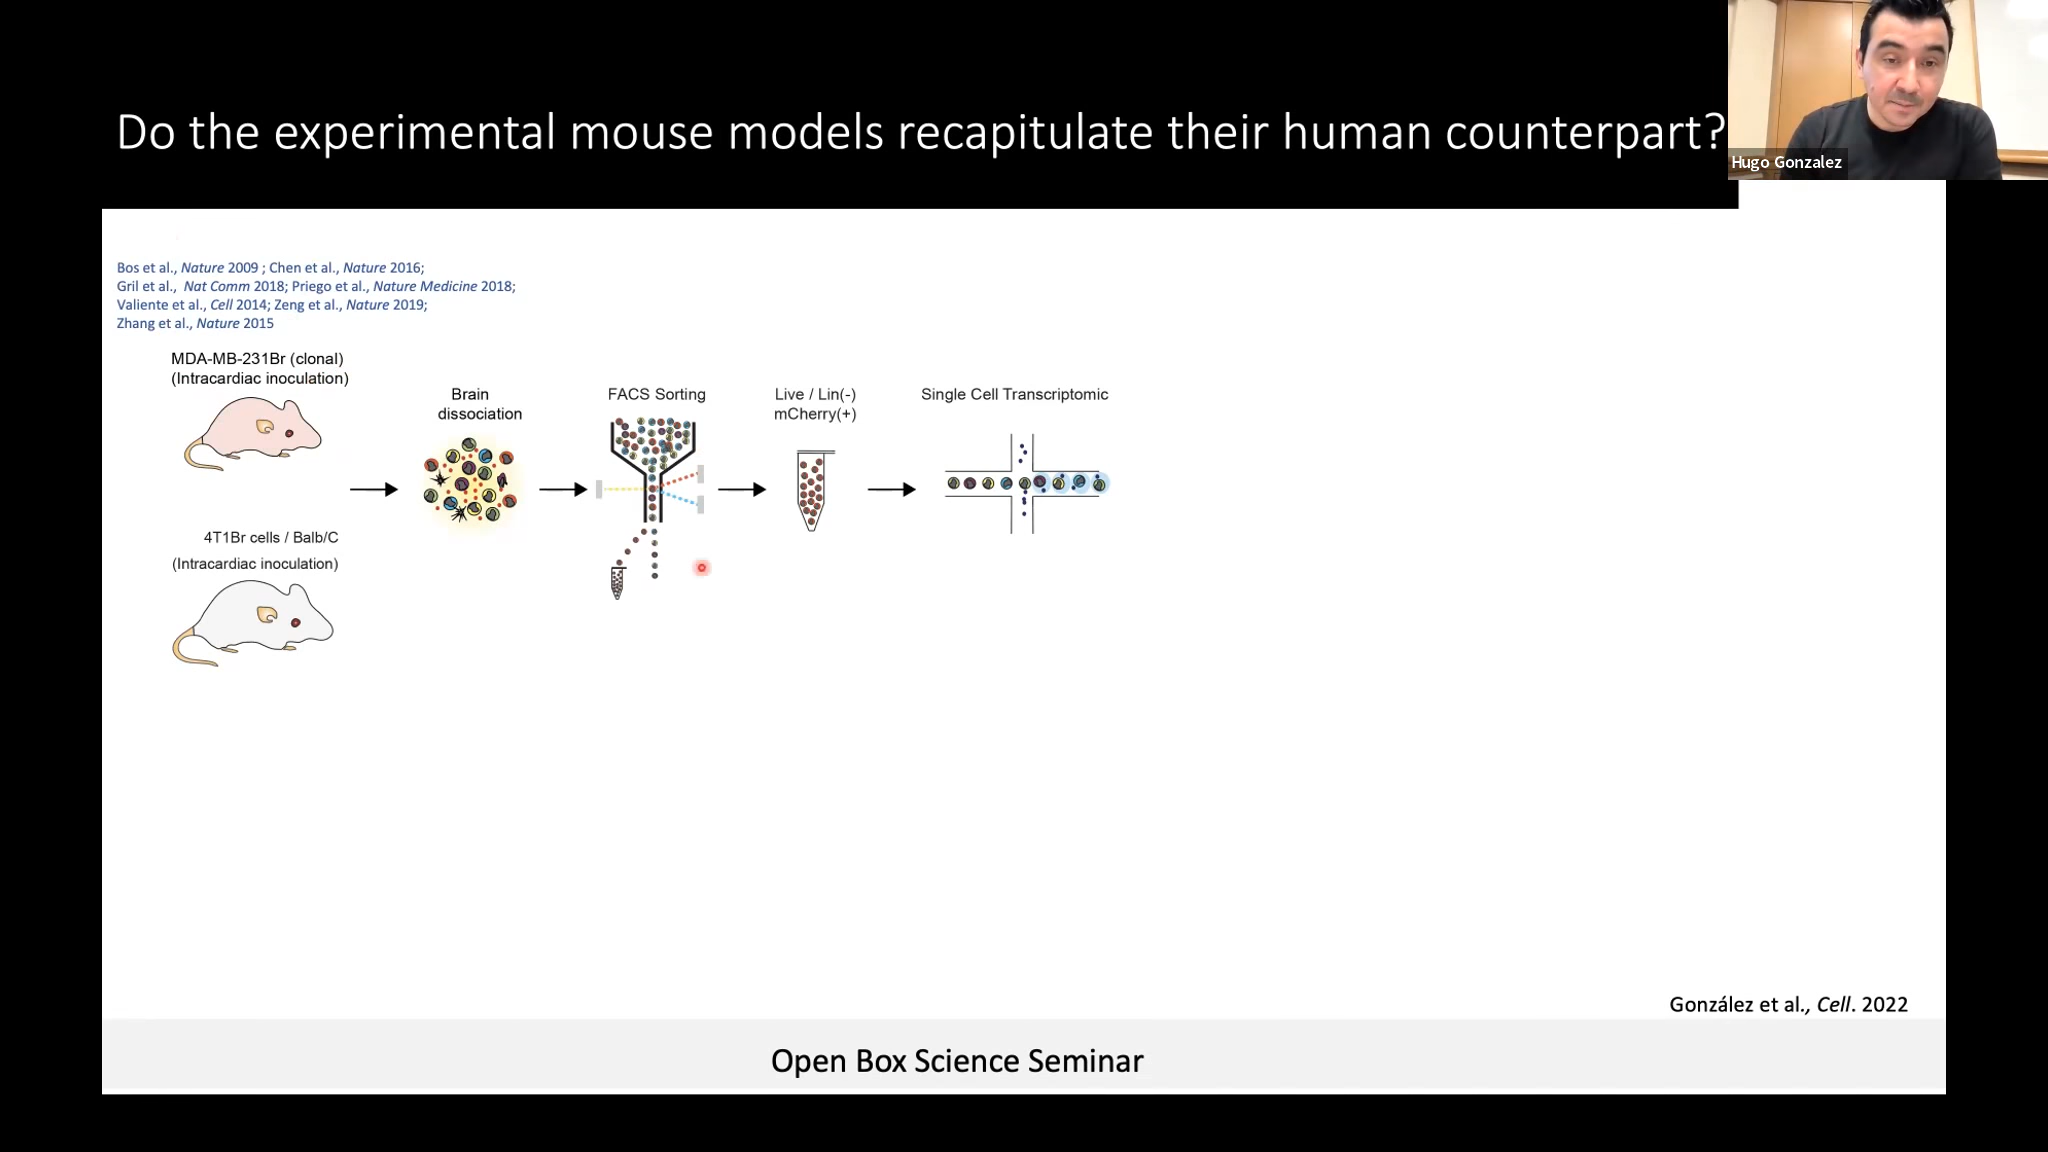 Do the experimental mouse models recapitulate their human counterpart?
Hugo Gonzalez
Bos et al., Nature 2009 ; Chen et al., Nature 2016;
Gril et al., Nat Comm 2018; Priego et al., Nature Medicine 2018;
Valiente et al., Cell 2014; Zeng et al., Nature 2019;
Zhang et al., Nature 2015
MDA-MB-231Br (clonal)
(Intracardiac inoculation)
Brain
dissociation
FACS Sorting
Live / Lin(-)
mCherry(+)
Single Cell Transcriptomic
4T1Br cells / Balb/C
(Intracardiac inoculation)
González et al., Cell. 2022
Open Box Science Seminar